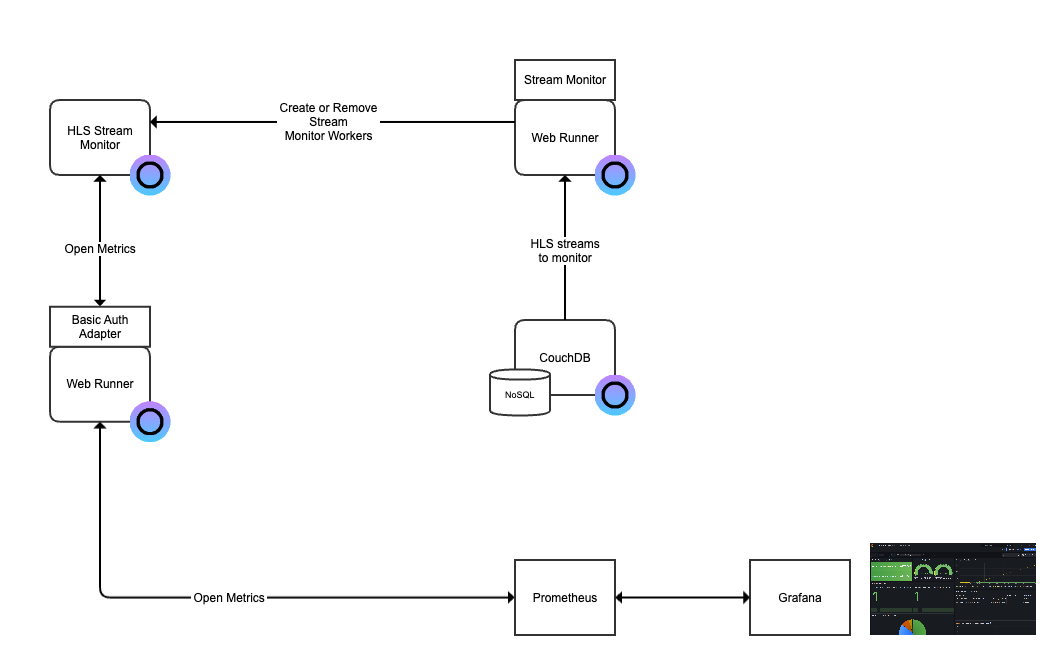 Stream Monitor
HLS Stream
Monitor
Create or Remove
Stream
Monitor Workers
Web Runner
Open Metrics
HLS streams
to monitor
Basic Auth
Adapter
Web Runner
CouchDB
NoSQL
Open Metrics
Prometheus
Grafana